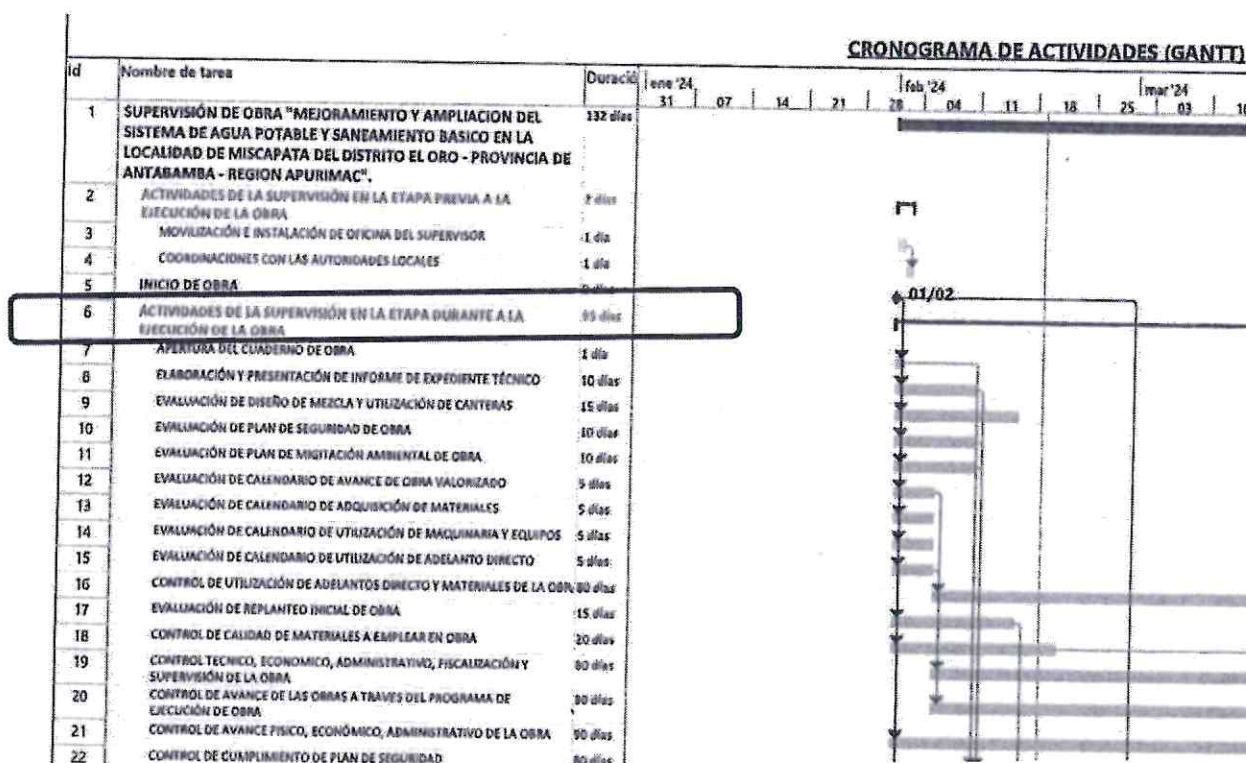 CRONOGRAMA DE ACTIVIDADES (GANTT)
id Nombre de tarea Duració ene '24 feb '24 mar '24
31 07 14 21 28 04 11 18 25 03 10
1 SUPERVISIÓN DE OBRA "MEJORAMIENTO Y AMPLIACION DEL 132 días
SISTEMA DE AGUA POTABLE Y SANEAMIENTO BASICO EN LA
LOCALIDAD DE MISCAPATA DEL DISTRITO EL ORO - PROVINCIA DE
ANTABAMBA - REGION APURIMAC".
2 ACTIVIDADES DE LA SUPERVISIÓN EN LA ETAPA PREVIA A LA 2 días
EJECUCIÓN DE LA OBRA
3 MOVILIZACIÓN E INSTALACIÓN DE OFICINA DEL SUPERVISOR 1 día
4 COORDINACIONES CON LAS AUTORIDADES LOCALES 1 día
5 INICIO DE OBRA 01/02
6 ACTIVIDADES DE LA SUPERVISIÓN EN LA ETAPA DURANTE A LA 95 días
EJECUCIÓN DE LA OBRA
7 APERTURA DEL CUADERNO DE OBRA 1 día
8 ELABORACIÓN Y PRESENTACIÓN DE INFORME DE EXPEDIENTE TÉCNICO 10 días
9 EVALUACIÓN DE DISEÑO DE MEZCLA Y UTILIZACIÓN DE CANTERAS 15 días
10 EVALUACIÓN DE PLAN DE SEGURIDAD DE OBRA 10 días
11 EVALUACIÓN DE PLAN DE MIGITACIÓN AMBIENTAL DE OBRA 10 días
12 EVALUACIÓN DE CALENDARIO DE AVANCE DE OBRA VALORIZADO 5 días
13 EVALUACIÓN DE CALENDARIO DE ADQUISICIÓN DE MATERIALES 5 días
14 EVALUACIÓN DE CALENDARIO DE UTILIZACIÓN DE MAQUINARIA Y EQUIPOS 5 días
15 EVALUACIÓN DE CALENDARIO DE UTILIZACIÓN DE ADELANTO DIRECTO 5 días
16 CONTROL DE UTILIZACIÓN DE ADELANTOS DIRECTO Y MATERIALES DE LA OBR 80 días
17 EVALUACIÓN DE REPLANTEO INICIAL DE OBRA 15 días
18 CONTROL DE CALIDAD DE MATERIALES A EMPLEAR EN OBRA 20 días
19 CONTROL TECNICO, ECONOMICO, ADMINISTRATIVO, FISCALIZACIÓN Y 80 días
SUPERVISIÓN DE LA OBRA
20 CONTROL DE AVANCE DE LAS OBRAS A TRAVES DEL PROGRAMA DE 80 días
EJECUCIÓN DE OBRA
21 CONTROL DE AVANCE FISICO, ECONÓMICO, ADMINISTRATIVO DE LA OBRA 90 días
22 CONTROL DE CUMPLIMIENTO DE PLAN DE SEGURIDAD 80 días